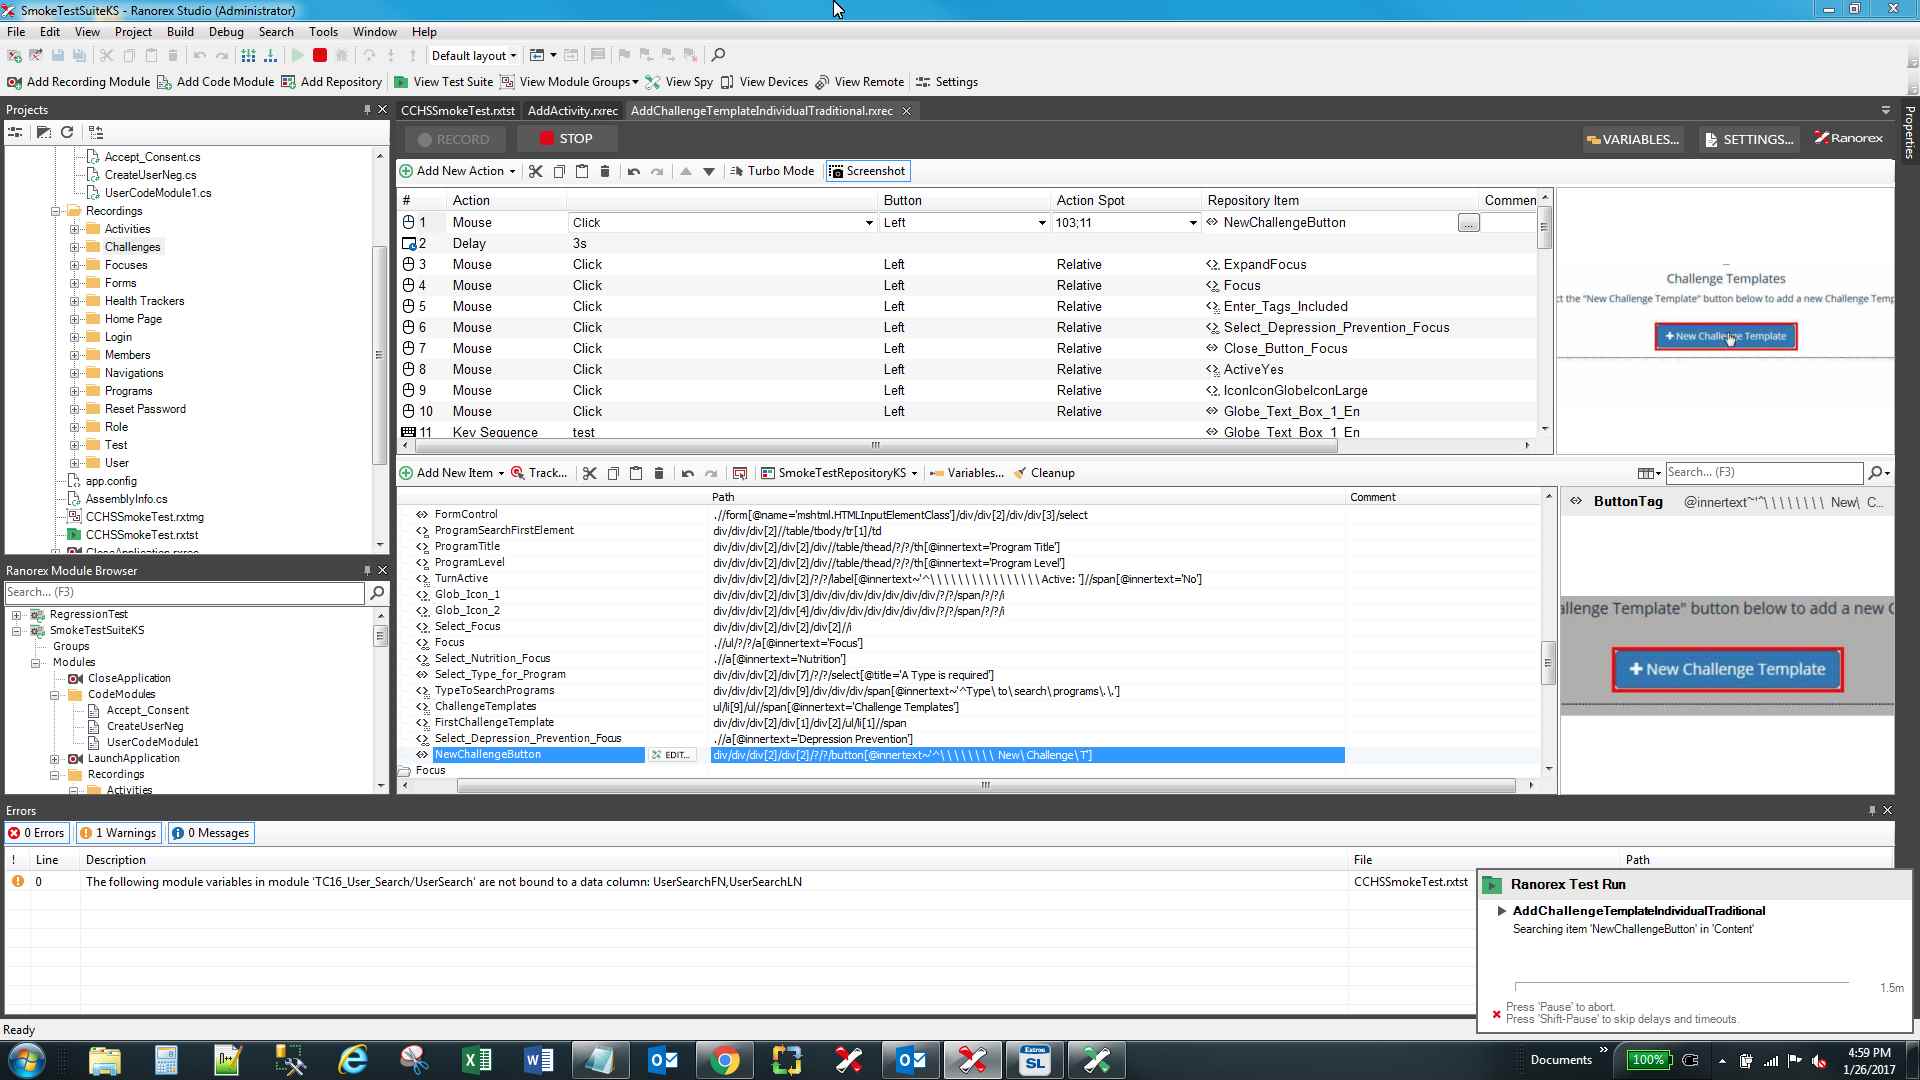 SmokeTestSuiteKS - Ranorex Studio (Administrator)
File Edit View Project Build Debug Search Tools Window Help
Default layout
Add Recording Module Add Code Module Add Repository View Test Suite View Module Groups View Spy View Devices View Remote Settings
Projects
Accept_Consent.cs
CreateUserNeg.cs
UserCodeModule1.cs
Recordings
Activities
Challenges
Focuses
Forms
Health Trackers
Home Page
Login
Members
Navigations
Programs
Reset Password
Role
Test
User
app.config
AssemblyInfo.cs
CCHSSmokeTest.rxtmg
CCHSSmokeTest.rxtst
CloseApplication.rxrec
Ranorex Module Browser
Search... (F3)
RegressionTest
SmokeTestSuiteKS
Groups
Modules
CloseApplication
CodeModules
Accept_Consent
CreateUserNeg
UserCodeModule1
LaunchApplication
Recordings
Activities
CCHSSmokeTest.rxtst AddActivity.rxrec AddChallengeTemplateIndividualTraditional.rxrec
RECORD STOP VARIABLES... SETTINGS... Ranorex
Add New Action Turbo Mode Screenshot
# Action Button Action Spot Repository Item Commen
1 Mouse Click Left 103;11 NewChallengeButton ...
2 Delay 3s
3 Mouse Click Left Relative ExpandFocus
4 Mouse Click Left Relative Focus
5 Mouse Click Left Relative Enter_Tags_Included
6 Mouse Click Left Relative Select_Depression_Prevention_Focus
7 Mouse Click Left Relative Close_Button_Focus
8 Mouse Click Left Relative ActiveYes
9 Mouse Click Left Relative IconIconGlobeIconLarge
10 Mouse Click Left Relative Globe_Text_Box_1_En
11 Key Sequence test Globe_Text_Box_1_En
Challenge Templates
ct the "New Challenge Template" button below to add a new Challenge Temp
New Challenge Template
Add New Item Track... SmokeTestRepositoryKS Variables... Cleanup Search... (F3)
Path Comment
FormControl .//form[@name='mshtml.HTMLInputElementClass']/div/div[2]/div/div[3]/select
ProgramSearchFirstElement div/div/div[2]//table/tbody/tr[1]/td
ProgramTitle div/div/div[2]/div[2]/div//table/thead/?/?/th[@innertext='Program Title']
ProgramLevel div/div/div[2]/div[2]/div//table/thead/?/?/th[@innertext='Program Level']
TurnActive div/div/div[2]/div[2]/?/?/label[@innertext~'^\ \ \ \ \ \ \ \ \ \ \ \ \ \ \ \ Active: ']//span[@innertext='No']
Glob_Icon_1 div/div/div[2]/div[3]/div/div/div/div/div/div/?/?/span/?/?/i
Glob_Icon_2 div/div/div[2]/div[4]/div/div/div/div/div/div/?/?/span/?/?/i
Select_Focus div/div/div[2]/div[2]/div[2]//i
Focus .//ul/?/?/a[@innertext='Focus']
Select_Nutrition_Focus .//a[@innertext='Nutrition']
Select_Type_for_Program div/div/div[2]/div[7]/?/?/select[@title='A Type is required']
TypeToSearchPrograms div/div/div[2]/div[9]/div/div/div/span[@innertext~'^Type\ to\ search\ programs\.\.']
ChallengeTemplates ul/li[9]/ul//span[@innertext='Challenge Templates']
FirstChallengeTemplate div/div/div[2]/div[1]/div[2]/ul/li[1]//span
Select_Depression_Prevention_Focus .//a[@innertext='Depression Prevention']
NewChallengeButton EDIT... div/div/div[2]/div[2]/?/?/button[@innertext~'^\ \ \ \ \ \ \ \ New\ Challenge\ T']
Focus
ButtonTag @innertext~'^\ \ \ \ \ \ \ \ New\ C...
allenge Template" button below to add a new C
New Challenge Template
Properties
Errors
0 Errors 1 Warnings 0 Messages
! Line Description File Path
0 The following module variables in module 'TC16_User_Search/UserSearch' are not bound to a data column: UserSearchFN,UserSearchLN CCHSSmokeTest.rxtst
Ranorex Test Run
AddChallengeTemplateIndividualTraditional
Searching item 'NewChallengeButton' in 'Content'
1.5m
Press 'Pause' to abort.
Press 'Shift-Pause' to skip delays and timeouts.
Ready
Extron
SL
Documents
100%
4:59 PM
1/26/2017